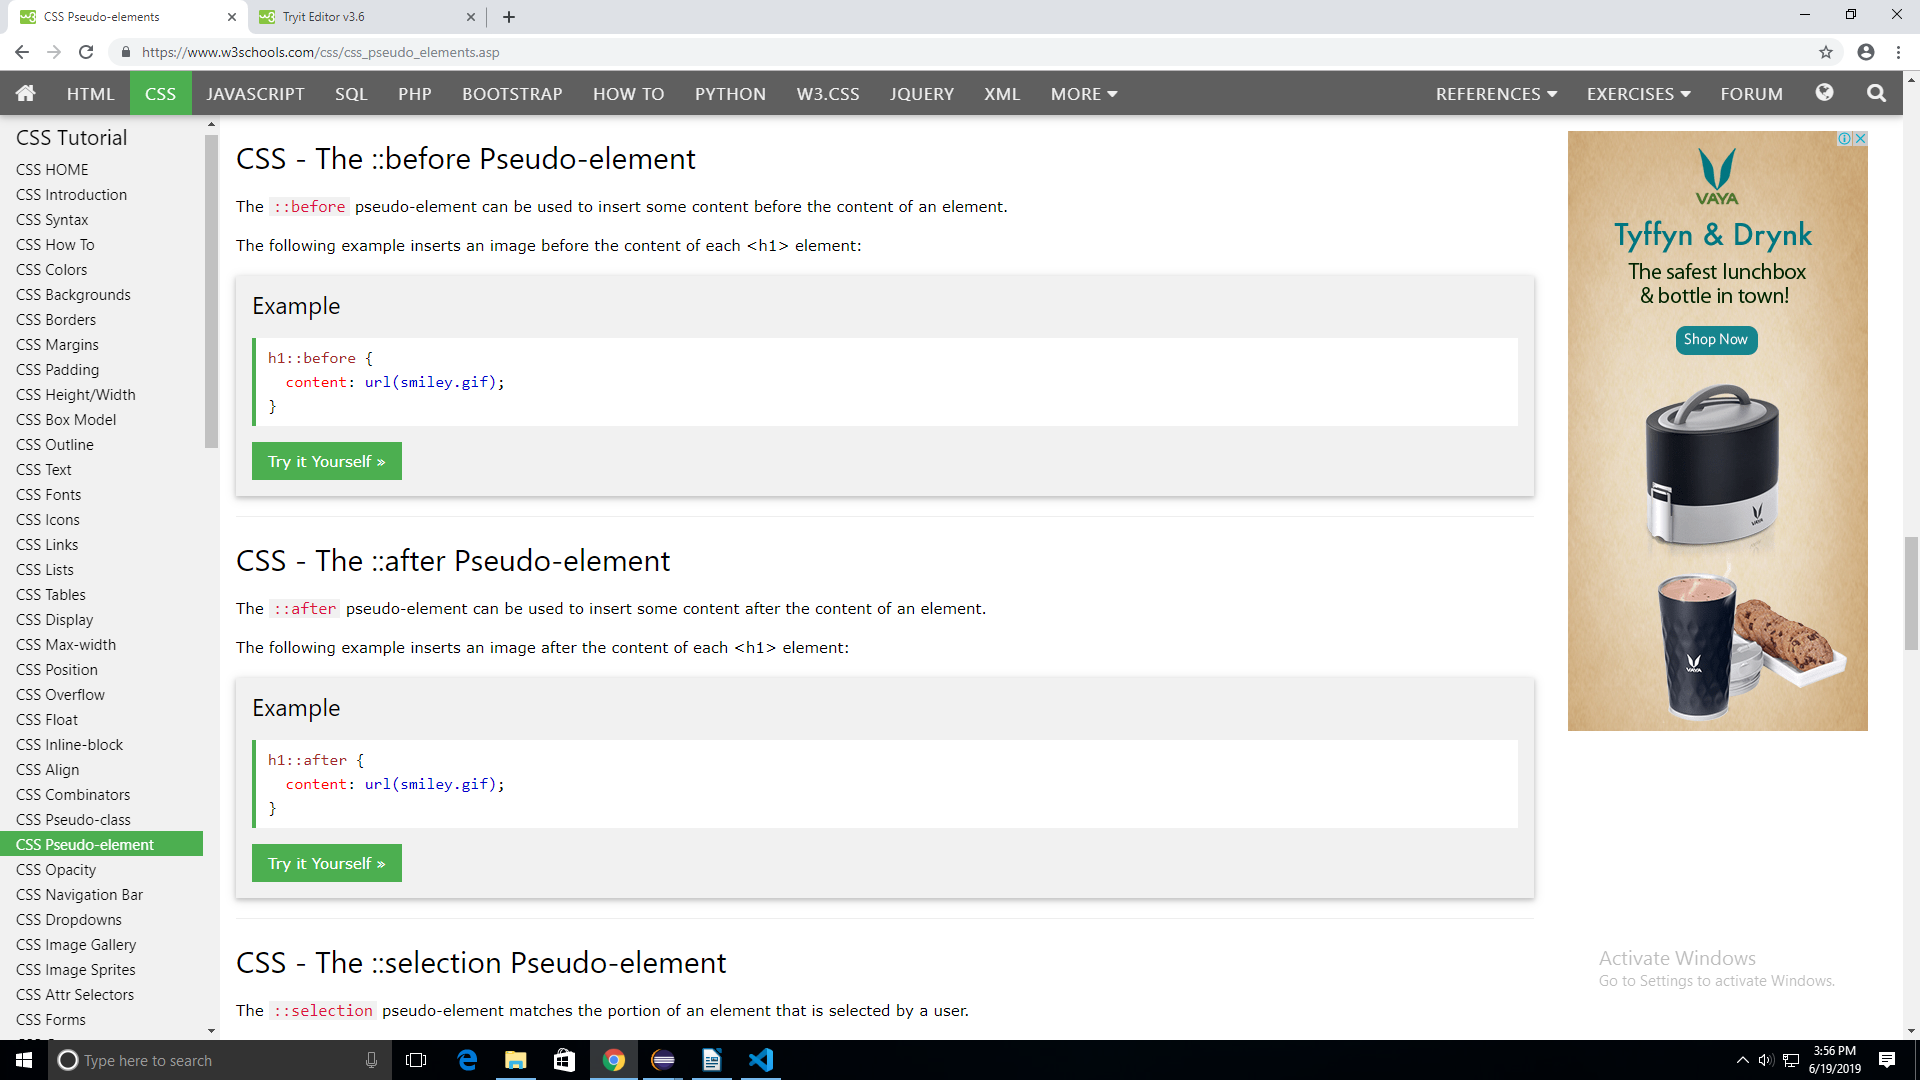 CSS Pseudo-elements
Tryit Editor v3.6
https://www.w3schools.com/css/css_pseudo_elements.asp
HTML CSS JAVASCRIPT SQL PHP BOOTSTRAP HOW TO PYTHON W3.CSS JQUERY XML MORE REFERENCES EXERCISES FORUM
CSS Tutorial
CSS HOME
CSS Introduction
CSS Syntax
CSS How To
CSS Colors
CSS Backgrounds
CSS Borders
CSS Margins
CSS Padding
CSS Height/Width
CSS Box Model
CSS Outline
CSS Text
CSS Fonts
CSS Icons
CSS Links
CSS Lists
CSS Tables
CSS Display
CSS Max-width
CSS Position
CSS Overflow
CSS Float
CSS Inline-block
CSS Align
CSS Combinators
CSS Pseudo-class
CSS Pseudo-element
CSS Opacity
CSS Navigation Bar
CSS Dropdowns
CSS Image Gallery
CSS Image Sprites
CSS Attr Selectors
CSS Forms
CSS - The ::before Pseudo-element
The ::before pseudo-element can be used to insert some content before the content of an element.
The following example inserts an image before the content of each <h1> element:
Example
h1::before {
content: url(smiley.gif);
}
Try it Yourself »
CSS - The ::after Pseudo-element
The ::after pseudo-element can be used to insert some content after the content of an element.
The following example inserts an image after the content of each <h1> element:
Example
h1::after {
content: url(smiley.gif);
}
Try it Yourself »
CSS - The ::selection Pseudo-element
The ::selection pseudo-element matches the portion of an element that is selected by a user.
VAYA
Tyffyn & Drynk
The safest lunchbox
& bottle in town!
Shop Now
VAYA
VAYA
Activate Windows
Go to Settings to activate Windows.
Type here to search
3:56 PM
6/19/2019